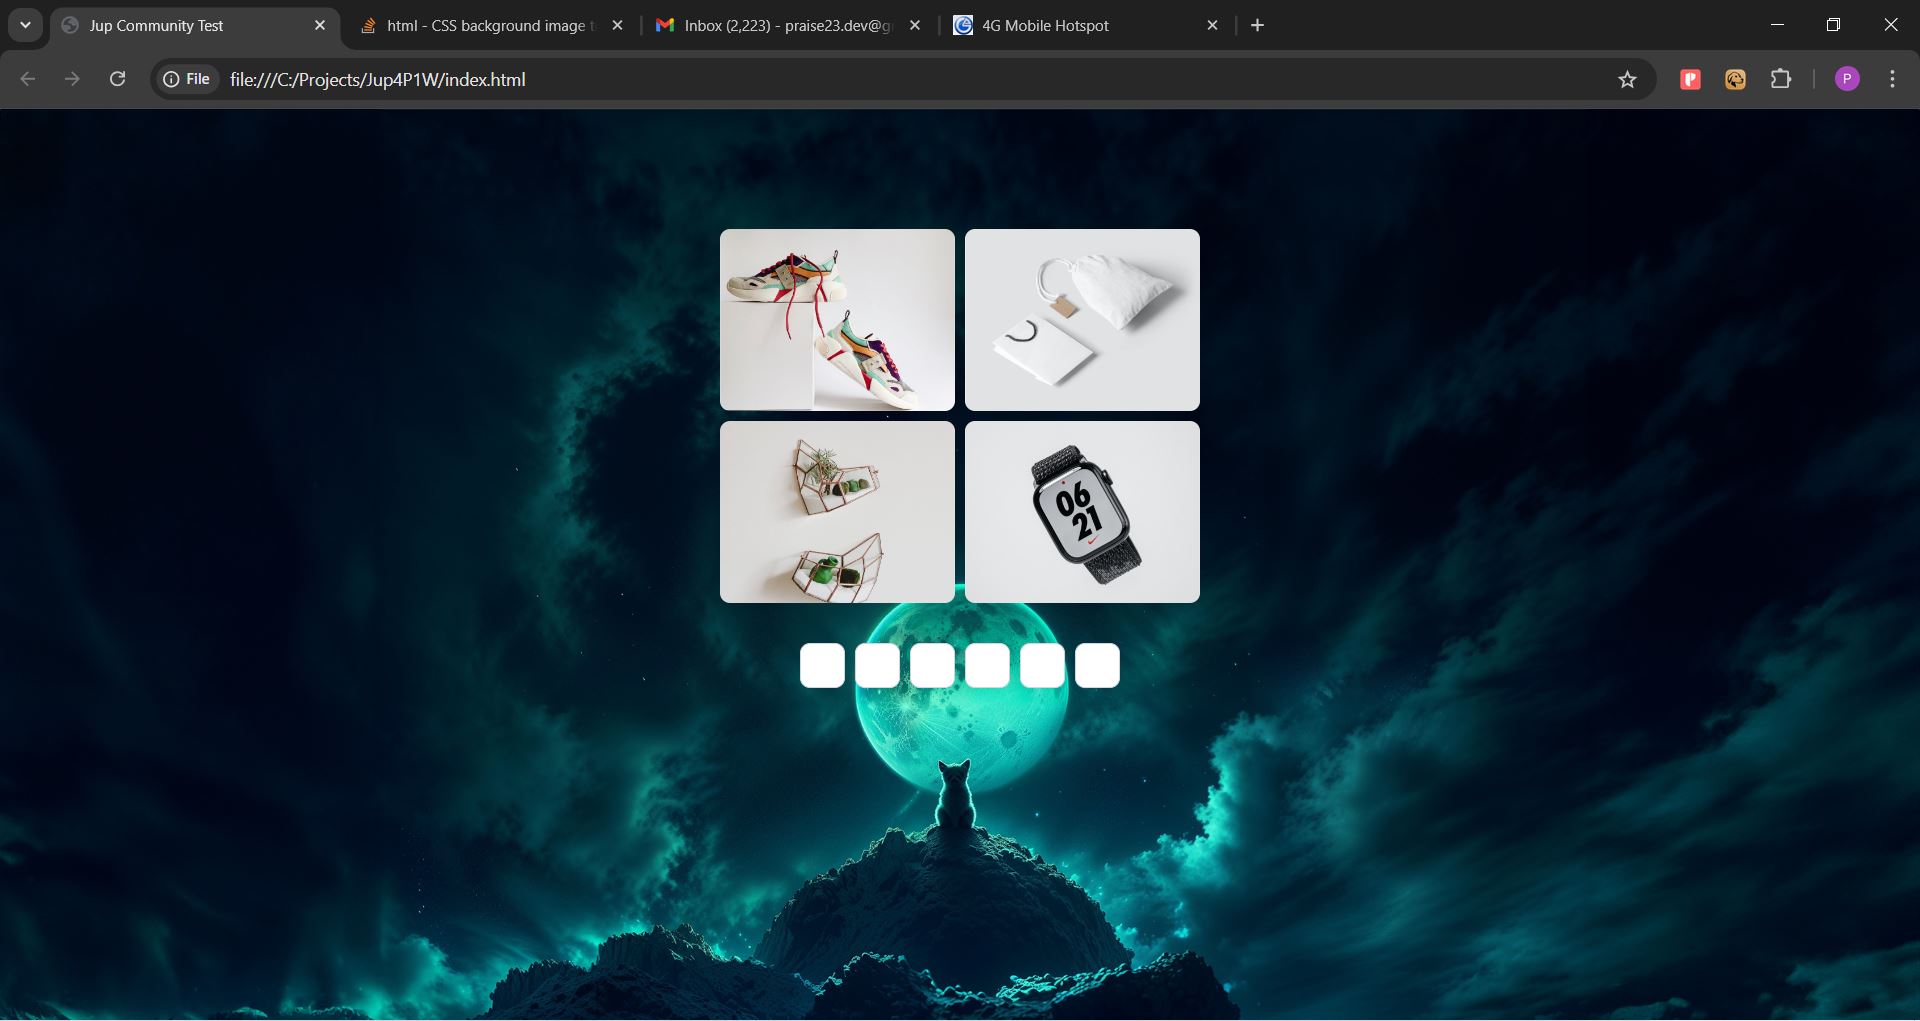 Jup Community Test
html - CSS background image t
Inbox (2,223) - praise23.dev@g
4G Mobile Hotspot
File
file:///C:/Projects/Jup4P1W/index.html
P
06
21